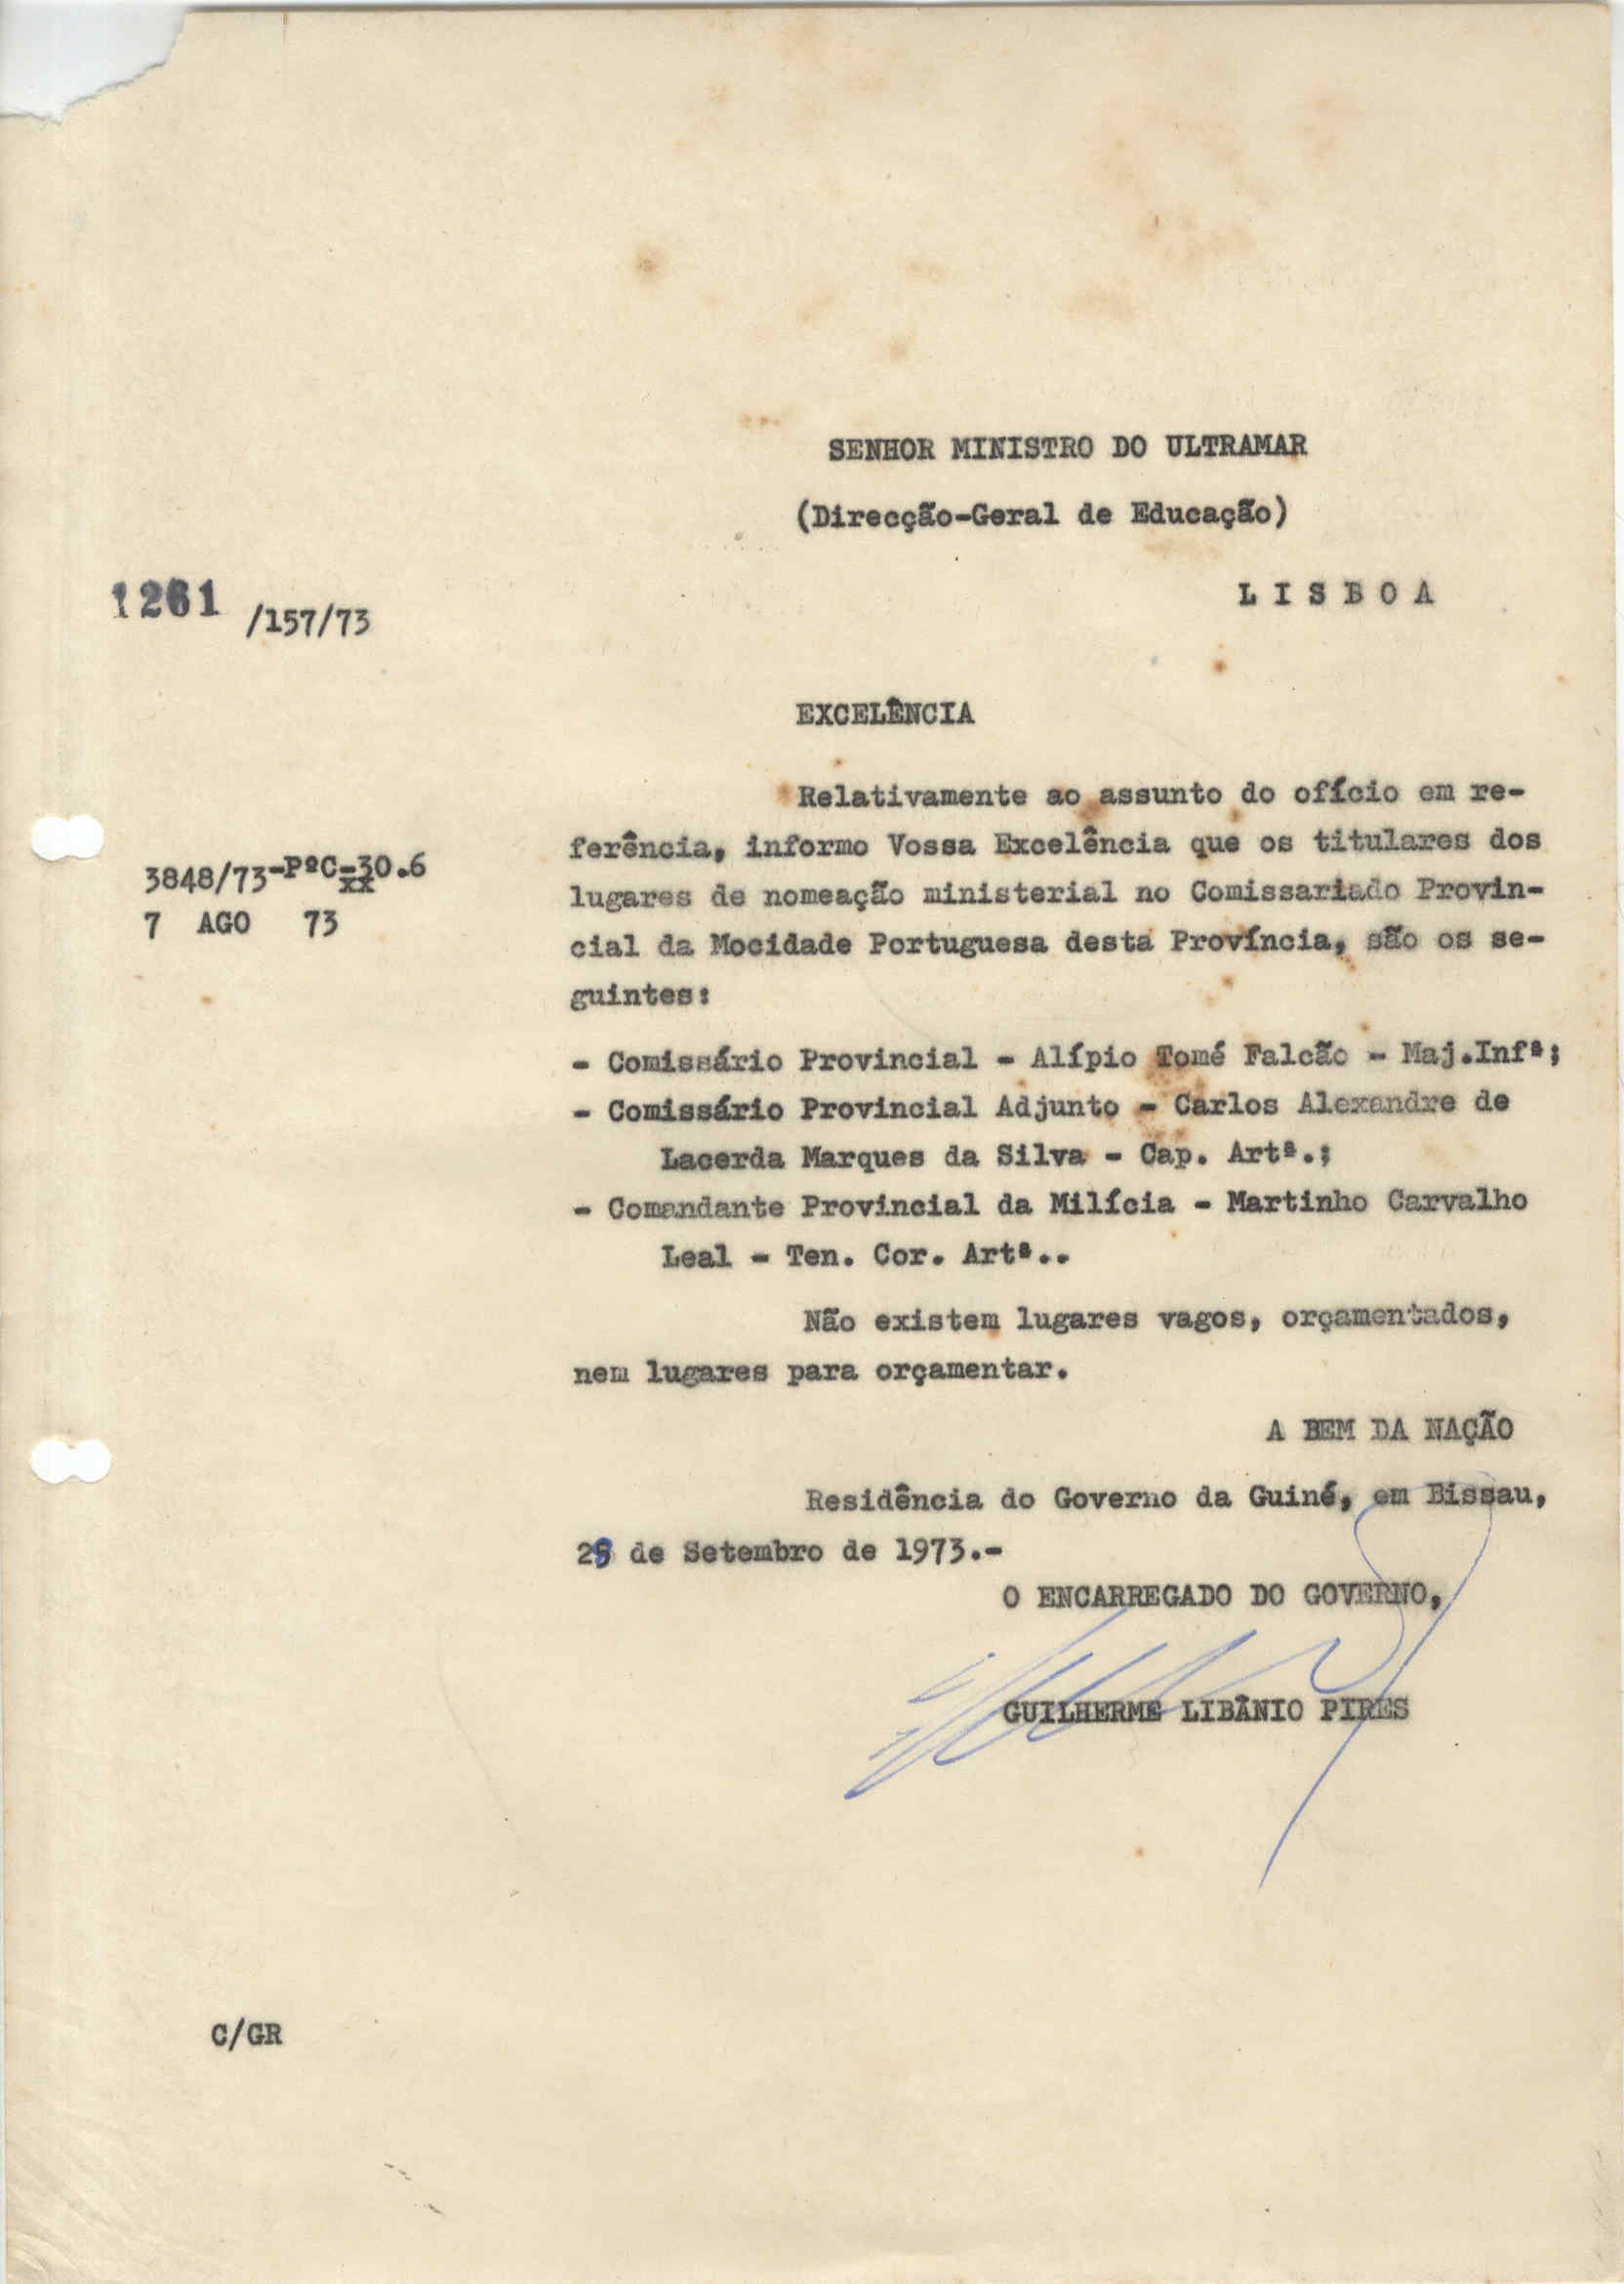 SENHOR MINISTRO DO ULTRAMAR
(Direcção-Geral de Educação)
L I S B O A
1261 /157/73
EXCELÊNCIA
Relativamente ao assunto do ofício em re-
ferência, informo Vossa Excelência que os titulares dos
3848/73-PºC-30.6
lugares de nomeação ministerial no Comissariado Provin-
7 AGO 73
cial da Mocidade Portuguesa desta Província, são os se-
guintes:
- Comissário Provincial - Alípio Tomé Falcão - Maj.Infª;
- Comissário Provincial Adjunto - Carlos Alexandre de
Lacerda Marques da Silva - Cap. Artª.;
- Comandante Provincial da Milícia - Martinho Carvalho
Leal - Ten. Cor. Artª..
Não existem lugares vagos, orçamentados,
nem lugares para orçamentar.
A BEM DA NAÇÃO
Residência do Governo da Guiné, em Bissau,
de Setembro de 1973.-
O ENCARREGADO DO GOVERNO,
GUILHERME LIBÂNIO PIRES
C/GR